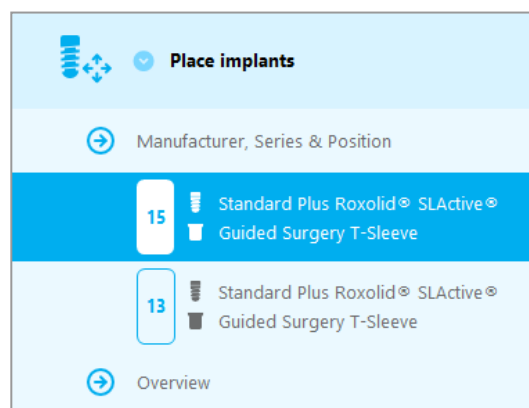 Place implants
Manufacturer, Series & Position
15
Standard Plus Roxolid® SLActive®
Guided Surgery T-Sleeve
13
Standard Plus Roxolid® SLActive®
Guided Surgery T-Sleeve
Overview